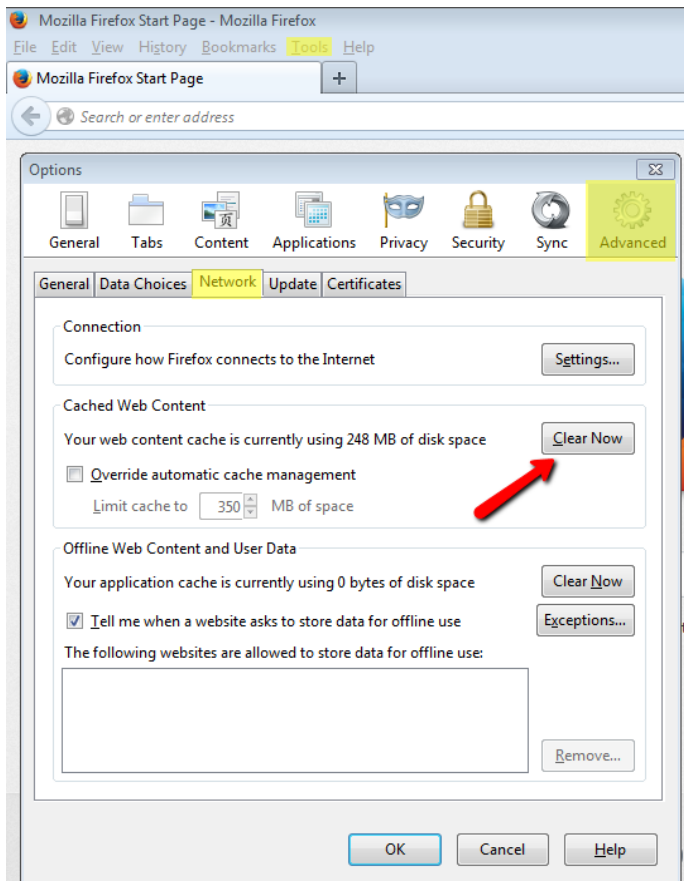 Mozilla Firefox Start Page - Mozilla Firefox
File Edit View History Bookmarks Tools Help
Mozilla Firefox Start Page +
Search or enter address
Options
页
General Tabs Content Applications Privacy Security Sync Advanced
General Data Choices Network Update Certificates
Connection
Configure how Firefox connects to the Internet Settings...
Cached Web Content
Your web content cache is currently using 248 MB of disk space Clear Now
Override automatic cache management
Limit cache to 350 MB of space
Offline Web Content and User Data
Your application cache is currently using 0 bytes of disk space Clear Now
Tell me when a website asks to store data for offline use Exceptions...
The following websites are allowed to store data for offline use:
Remove...
OK Cancel Help